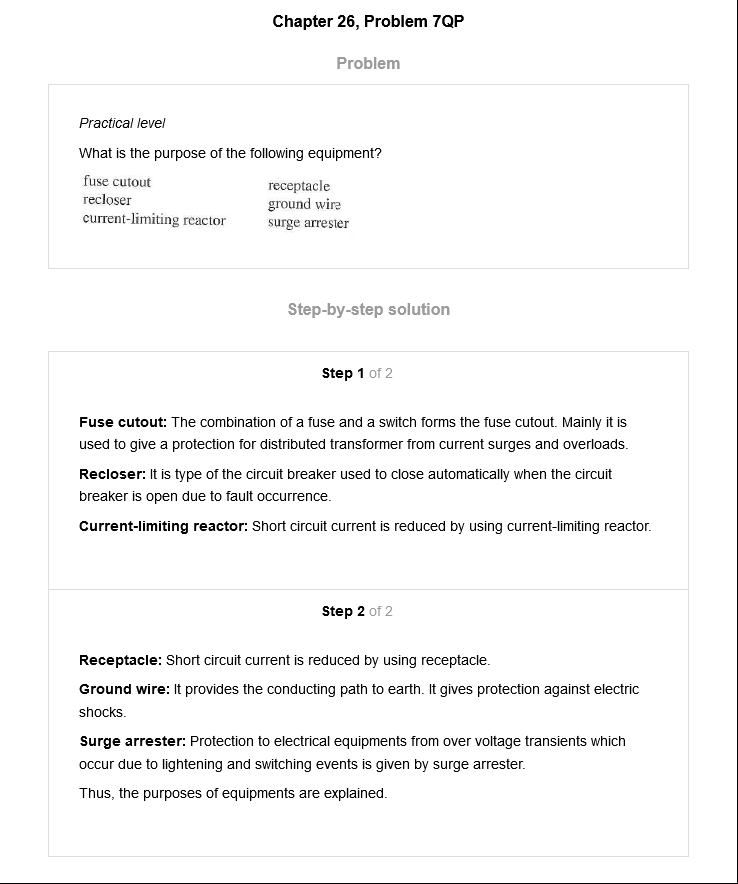 Chapter 26, Problem 7QP
Problem
Practical level
What is the purpose of the following equipment?
fuse cutout
recloser
current-limiting reactor
receptacle
ground wire
surge arrester
Step-by-step solution
Step 1 of 2
Fuse cutout: The combination of a fuse and a switch forms the fuse cutout. Mainly it is
used to give a protection for distributed transformer from current surges and overloads.
Recloser: It is type of the circuit breaker used to close automatically when the circuit
breaker is open due to fault occurrence.
Current-limiting reactor: Short circuit current is reduced by using current-limiting reactor.
Step 2 of 2
Receptacle: Short circuit current is reduced by using receptacle.
Ground wire: It provides the conducting path to earth. It gives protection against electric
shocks.
Surge arrester: Protection to electrical equipments from over voltage transients which
occur due to lightening and switching events is given by surge arrester.
Thus, the purposes of equipments are explained.